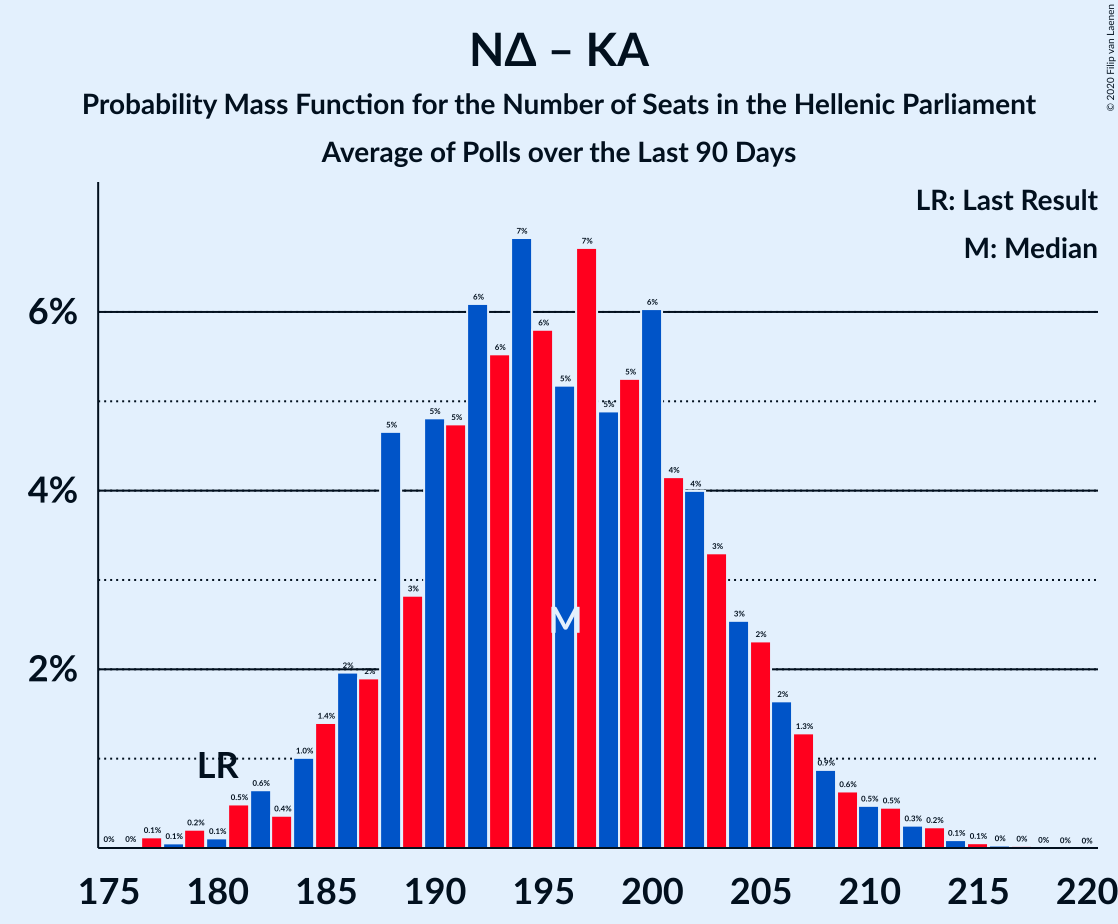 © 2020 Filip van Laenen
ΝΔ – ΚΑ
Probability Mass Function for the Number of Seats in the Hellenic Parliament
Average of Polls over the Last 90 Days
LR: Last Result
M: Median
6%
4%
2%
0% 0% 0.1% 0.1% 0.2% 0.1% 0.5% 0.6% 0.4% 1.0% 1.4% 2% 2% 5% 3% 5% 5% 6% 6% 7% 6% 5% 7% 5% 5% 6% 4% 4% 3% 3% 2% 2% 1.3% 0.9% 0.6% 0.5% 0.5% 0.3% 0.2% 0.1% 0.1% 0% 0% 0% 0% 0%
LR
M
175 180 185 190 195 200 205 210 215 220